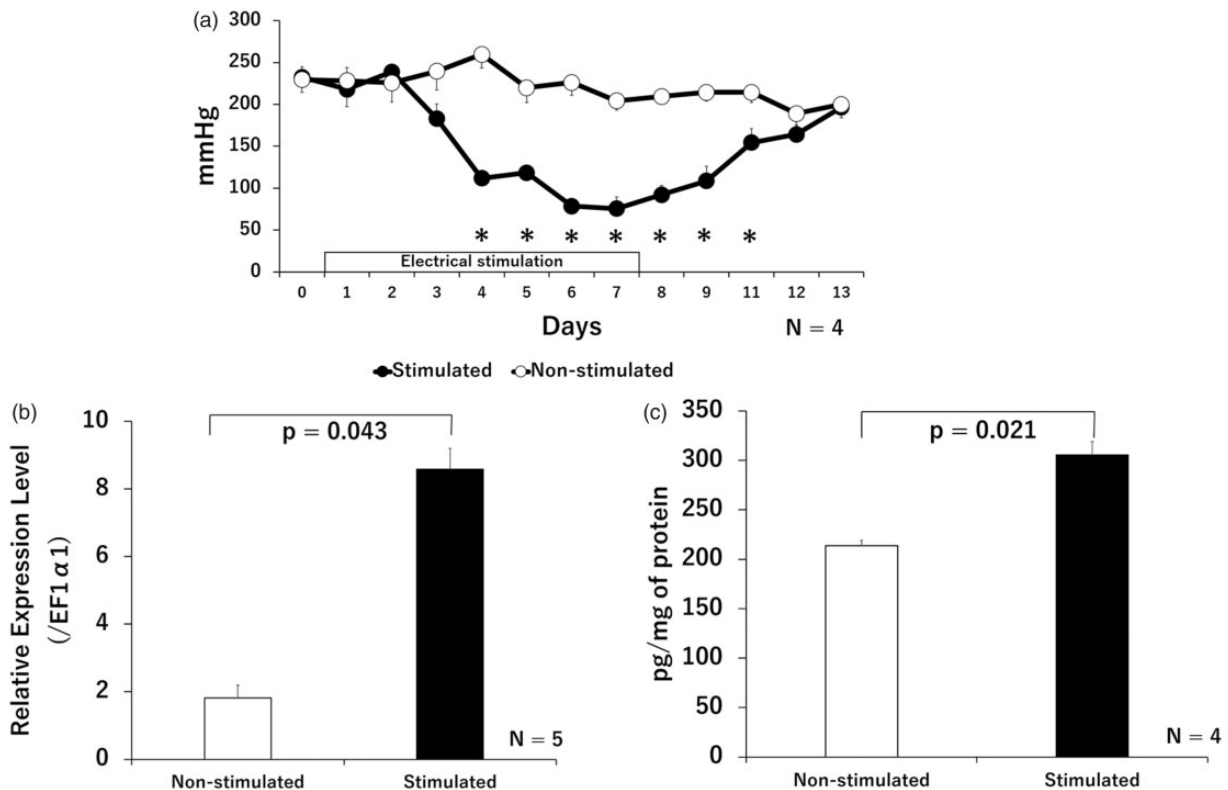 (a)
300
250
200
150
100
50
0
mmHg
* * * * * * *
Electrical stimulation
0 1 2 3 4 5 6 7 8 9 11 12 13
Days
N = 4
Stimulated Non-stimulated
(b)
p = 0.043
10
8
6
4
2
0
Relative Expression Level
(/EF1α1)
N = 5
Non-stimulated Stimulated
(c)
p = 0.021
350
300
250
200
150
100
50
0
pg/mg of protein
N = 4
Non-stimulated Stimulated